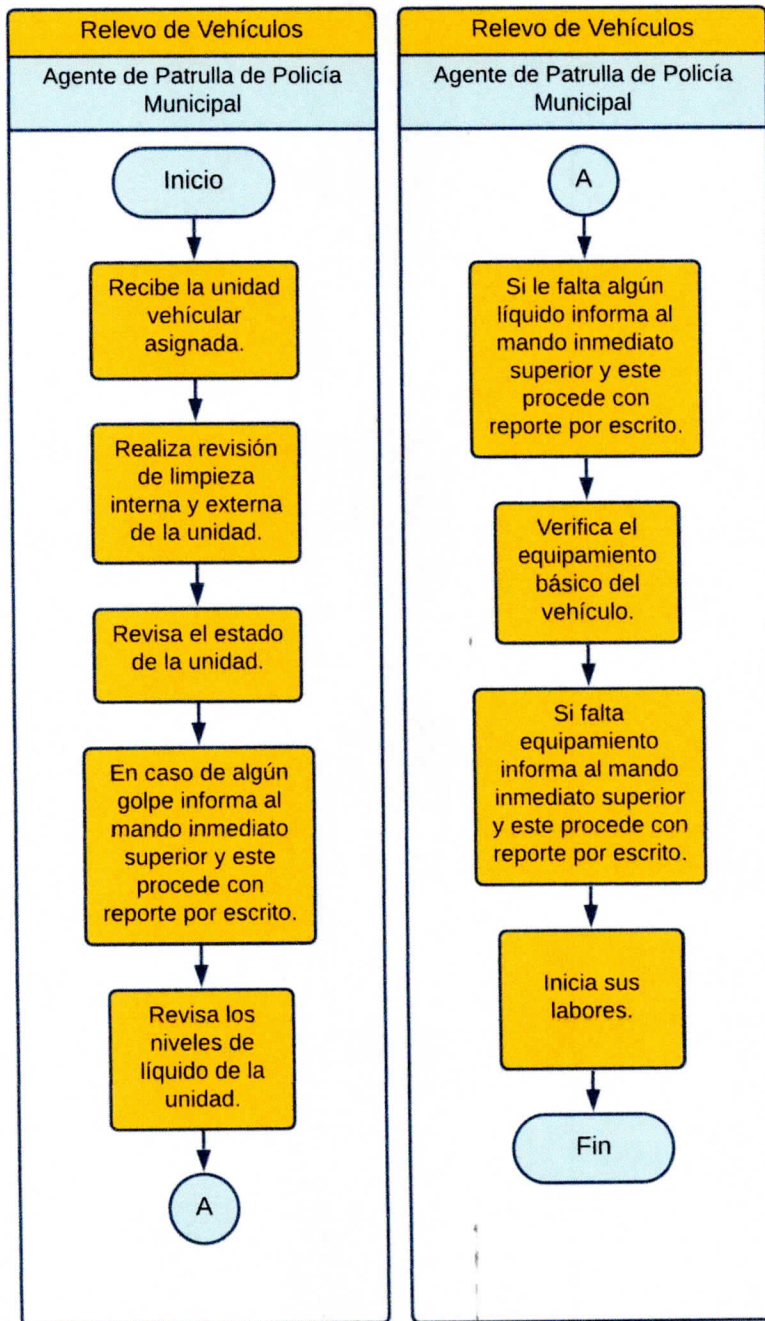 Relevo de Vehículos
Agente de Patrulla de Policía
Municipal
Inicio
Recibe la unidad
vehícular
asignada.
Realiza revisión
de limpieza
interna y externa
de la unidad.
Revisa el estado
de la unidad.
En caso de algún
golpe informa al
mando inmediato
superior y este
procede con
reporte por escrito.
Revisa los
niveles de
líquido de la
unidad.
A
Relevo de Vehículos
Agente de Patrulla de Policía
Municipal
A
Si le falta algún
líquido informa al
mando inmediato
superior y este
procede con
reporte por escrito.
Verifica el
equipamiento
básico del
vehículo.
Si falta
equipamiento
informa al mando
inmediato superior
y este procede con
reporte por escrito.
Inicia sus
labores.
Fin